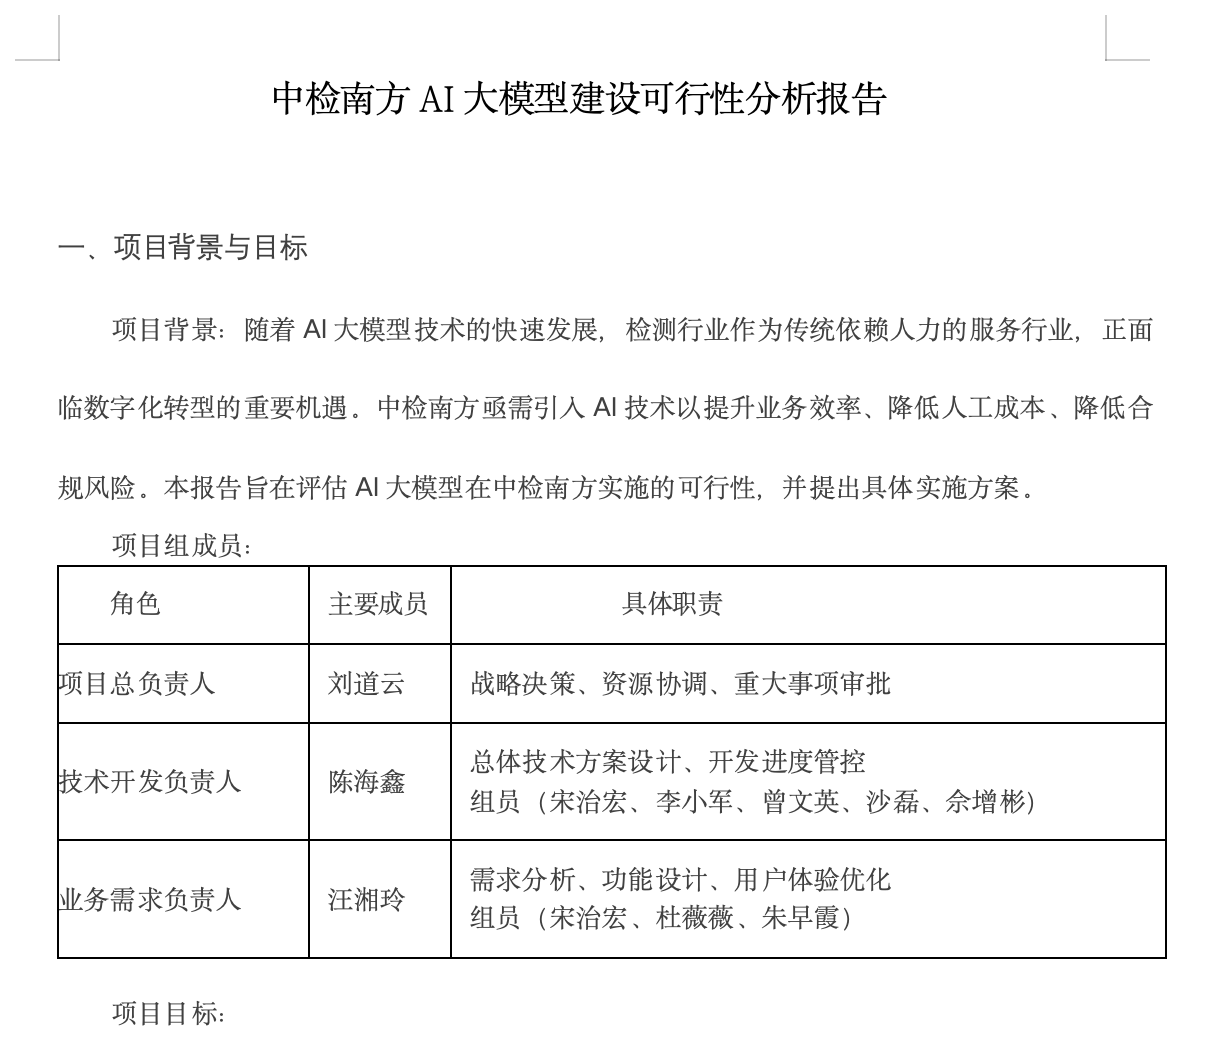 中检南方 AI 大模型建设可行性分析报告
一、项目背景与目标
项目背景：随着 AI 大模型技术的快速发展，检测行业作为传统依赖人力的服务行业，正面
临数字化转型的重要机遇。中检南方亟需引入 AI 技术以提升业务效率、降低人工成本、降低合
规风险。本报告旨在评估 AI 大模型在中检南方实施的可行性，并提出具体实施方案。
项目组成员：
角色 主要成员 具体职责
项目总负责人 刘道云 战略决策、资源协调、重大事项审批
技术开发负责人 陈海鑫 总体技术方案设计、开发进度管控
组员（宋治宏、李小军、曾文英、沙磊、佘增彬）
业务需求负责人 汪湘玲 需求分析、功能设计、用户体验优化
组员（宋治宏、杜薇薇、朱早霞）
项目目标：